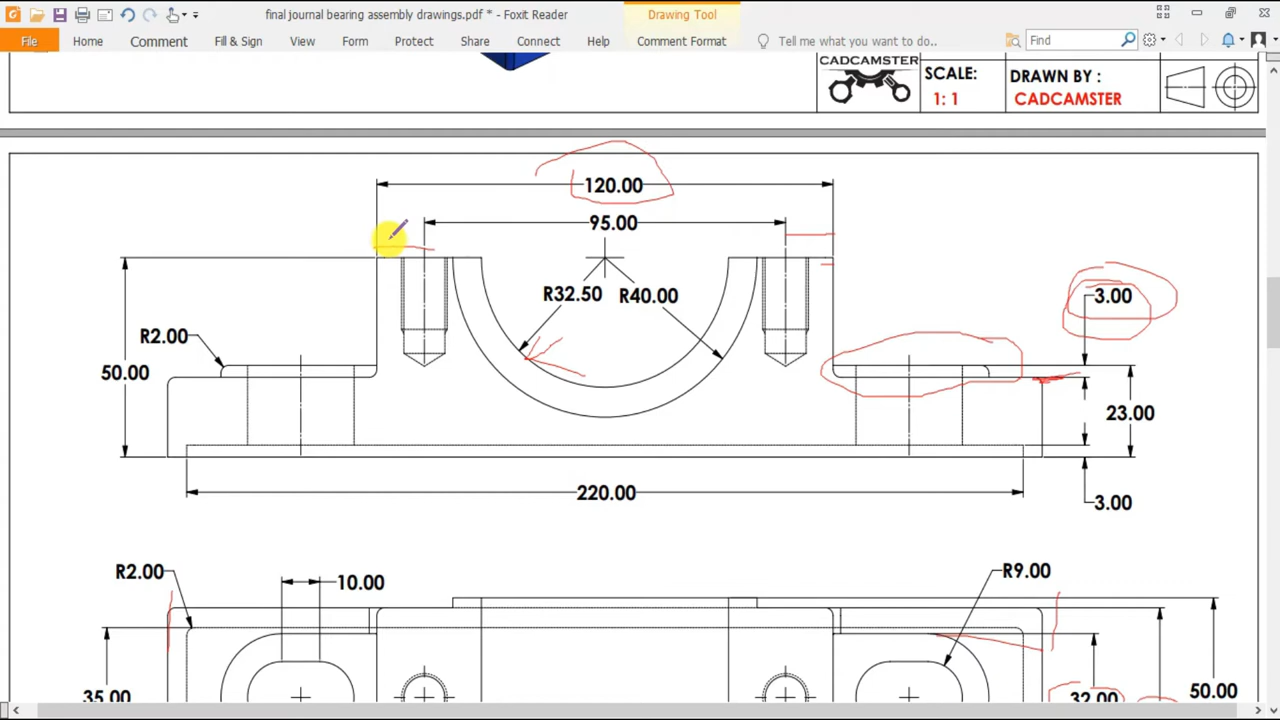 final journal bearing assembly drawings.pdf * - Foxit Reader
Drawing Tool
File Home Comment Fill & Sign View Form Protect Share Connect Help Comment Format Tell me what you want to do.. Find
CADCAMSTER
SCALE:
1: 1
DRAWN BY :
CADCAMSTER
120.00
95.00
R32.50 R40.00
3.00
R2.00
50.00
23.00
220.00
3.00
R2.00
10.00
R9.00
35.00
32.00
50.00